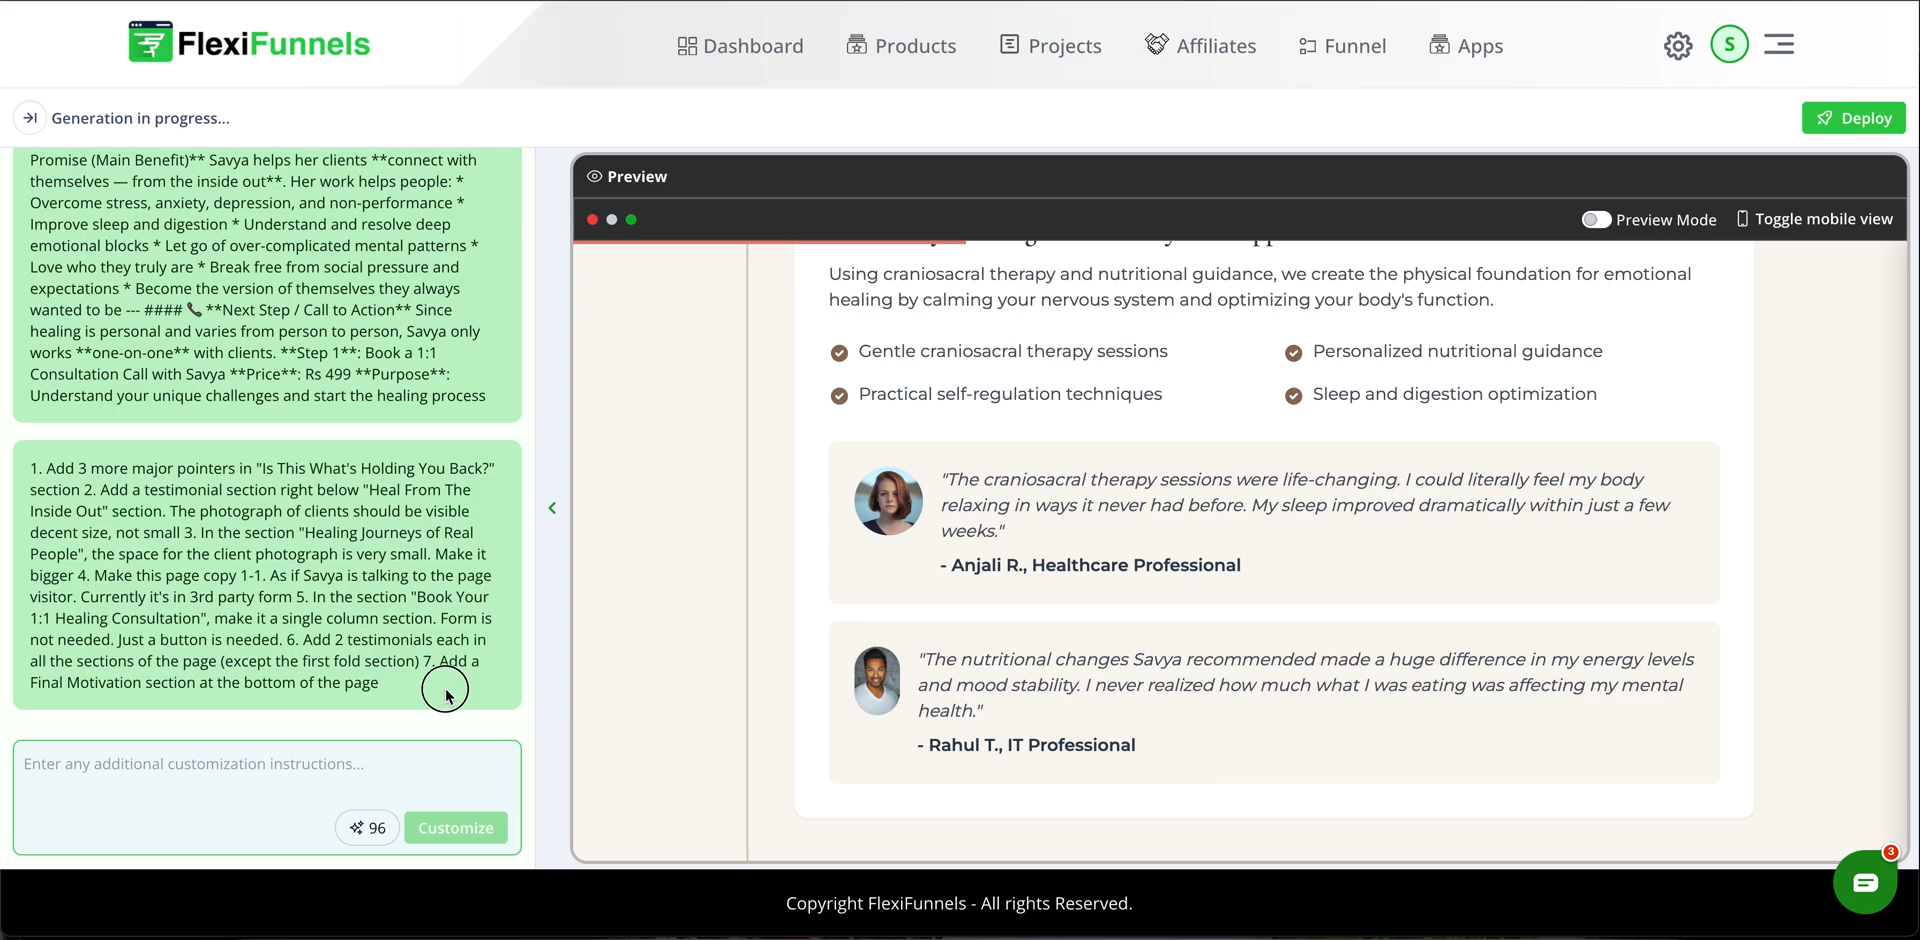 FlexiFunnels
Dashboard
Products
Projects
Affiliates
Funnel
Apps
S
Generation in progress...
Deploy
Promise (Main Benefit)** Savya helps her clients **connect with
themselves — from the inside out**. Her work helps people: *
Overcome stress, anxiety, depression, and non-performance *
Improve sleep and digestion * Understand and resolve deep
emotional blocks * Let go of over-complicated mental patterns *
Love who they truly are * Break free from social pressure and
expectations * Become the version of themselves they always
wanted to be --- #### 📞 **Next Step / Call to Action** Since
healing is personal and varies from person to person, Savya only
works **one-on-one** with clients. **Step 1**: Book a 1:1
Consultation Call with Savya **Price**: Rs 499 **Purpose**:
Understand your unique challenges and start the healing process
1. Add 3 more major pointers in "Is This What's Holding You Back?"
section 2. Add a testimonial section right below "Heal From The
Inside Out" section. The photograph of clients should be visible
decent size, not small 3. In the section "Healing Journeys of Real
People", the space for the client photograph is very small. Make it
bigger 4. Make this page copy 1-1. As if Savya is talking to the page
visitor. Currently it's in 3rd party form 5. In the section "Book Your
1:1 Healing Consultation", make it a single column section. Form is
not needed. Just a button is needed. 6. Add 2 testimonials each in
all the sections of the page (except the first fold section) 7. Add a
Final Motivation section at the bottom of the page
Enter any additional customization instructions...
96
Customize
Preview
Preview Mode
Toggle mobile view
Using craniosacral therapy and nutritional guidance, we create the physical foundation for emotional
healing by calming your nervous system and optimizing your body's function.
Gentle craniosacral therapy sessions
Personalized nutritional guidance
Practical self-regulation techniques
Sleep and digestion optimization
"The craniosacral therapy sessions were life-changing. I could literally feel my body
relaxing in ways it never had before. My sleep improved dramatically within just a few
weeks."
- Anjali R., Healthcare Professional
"The nutritional changes Savya recommended made a huge difference in my energy levels
and mood stability. I never realized how much what I was eating was affecting my mental
health."
- Rahul T., IT Professional
3
Copyright FlexiFunnels - All rights Reserved.